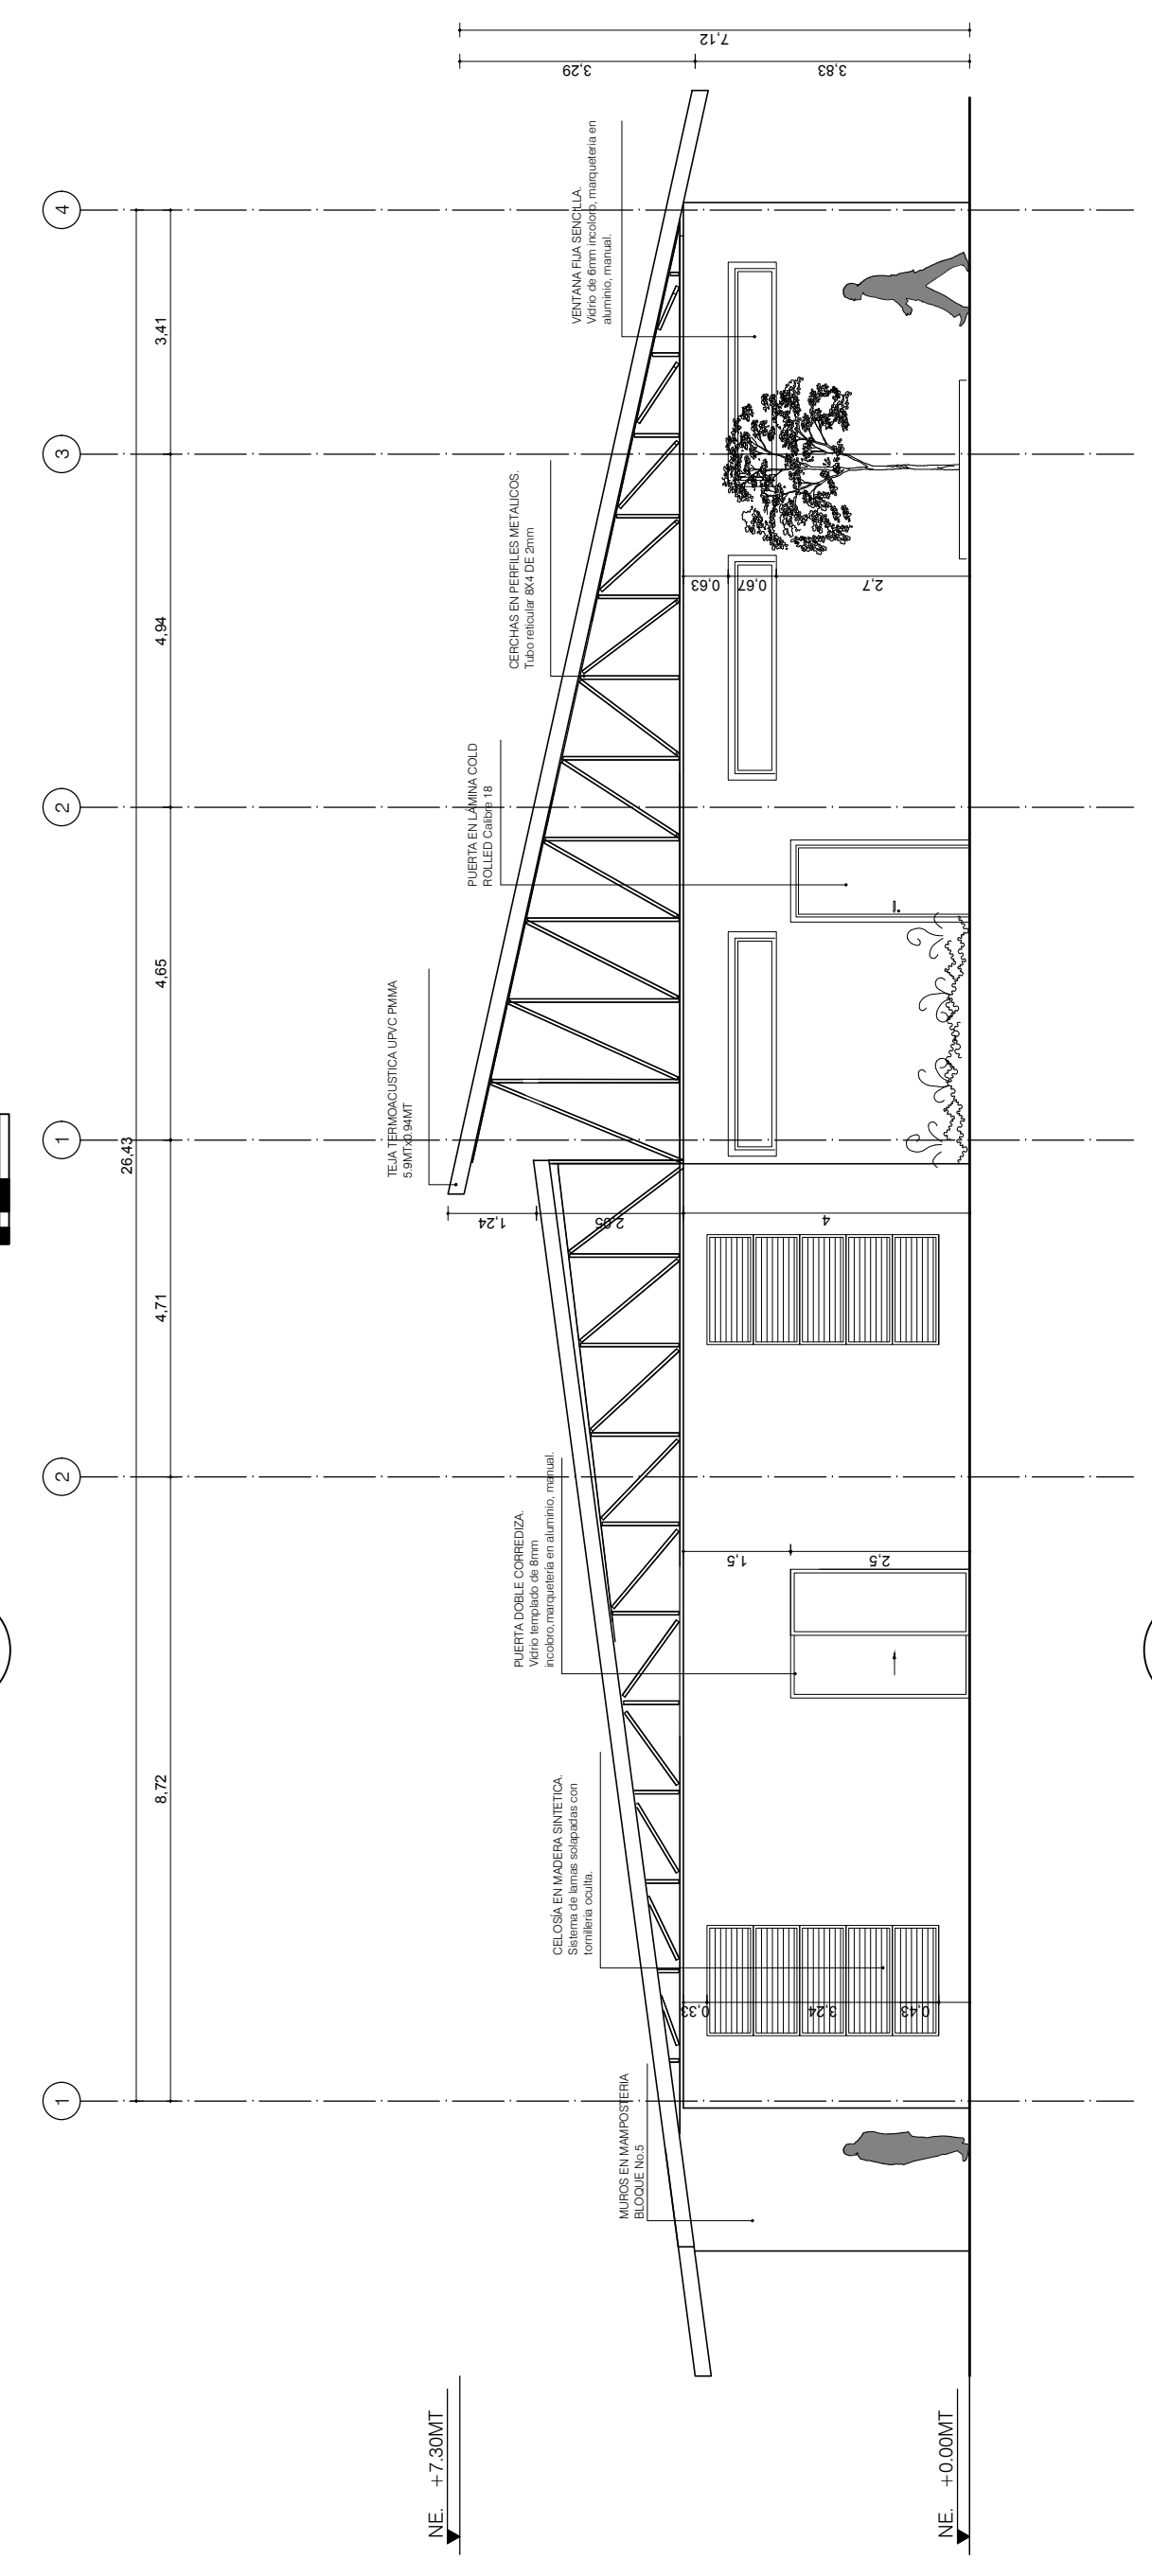 1
2
1
2
3
4
26,43
8,72
4,71
4,65
4,94
3,41
TEJA TERMOACUSTICA UPVC PMMA
5.9MTx0.94MT
PUERTA EN LÁMINA COLD
ROLLED Calibre 18
CERCHAS EN PERFILES METALICOS.
Tubo reticular 8X4 DE 2mm
VENTANA FIJA SENCILLA.
Vidrio de 6mm incoloro, marqueteria en
aluminio, manual.
PUERTA DOBLE CORREDIZA.
Vidrio templado de 8mm
incoloro,marquetería en aluminio, manual.
CELOSÍA EN MADERA SINTETICA.
Sistema de lamas solapadas con
tornilleria oculta.
MUROS EN MAMPOSTERIA
BLOQUE No.5
NE. +7.30MT
NE. +0.00MT
0,33
3,24
0,43
1,5
2,5
1,24
2,05
4
0,63
0,67
2,7
3,29
3,83
7,12